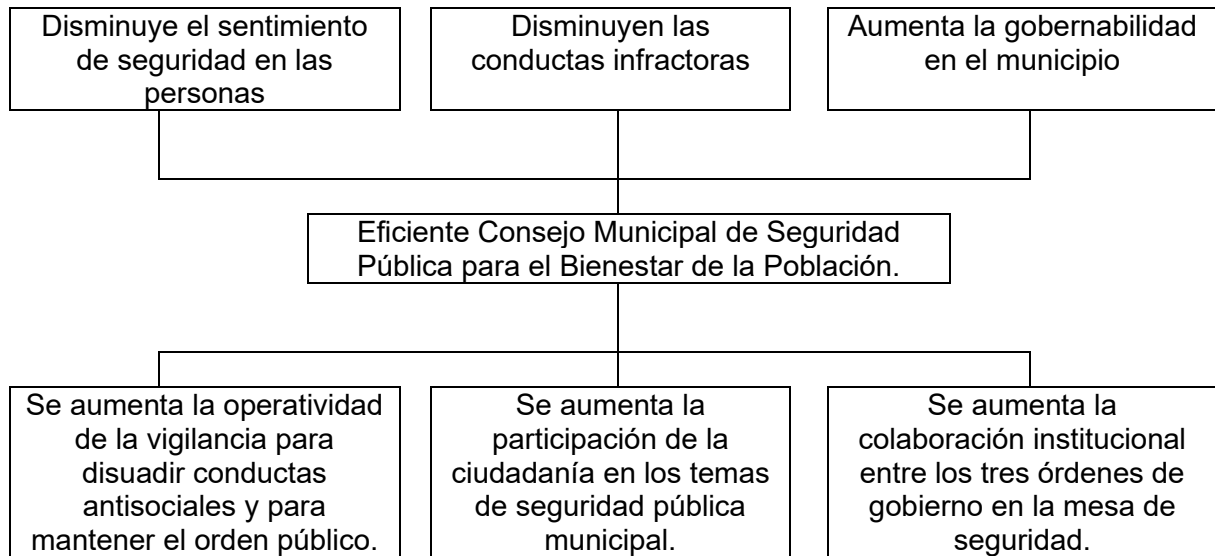 Disminuye el sentimiento
de seguridad en las
personas
Disminuyen las
conductas infractoras
Aumenta la gobernabilidad
en el municipio
Eficiente Consejo Municipal de Seguridad
Pública para el Bienestar de la Población.
Se aumenta la operatividad
de la vigilancia para
disuadir conductas
antisociales y para
mantener el orden público.
Se aumenta la
participación de la
ciudadanía en los temas
de seguridad pública
municipal.
Se aumenta la
colaboración institucional
entre los tres órdenes de
gobierno en la mesa de
seguridad.